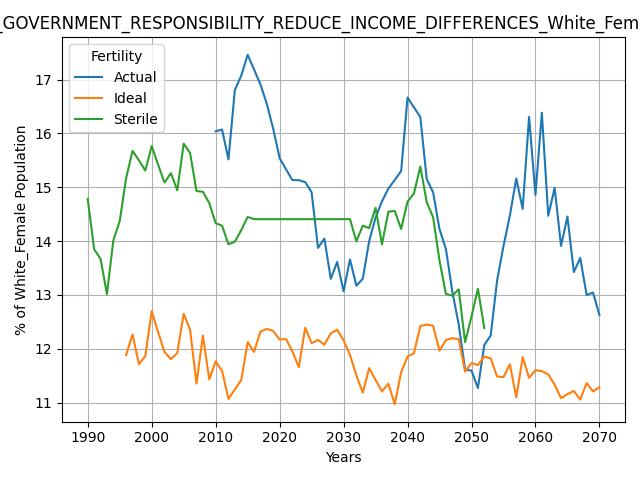 _GOVERNMENT_RESPONSIBILITY_REDUCE_INCOME_DIFFERENCES_White_Fem
Fertility
Actual
Ideal
Sterile
% of White_Female Population
17
16
15
14
13
12
11
1990 2000 2010 2020 2030 2040 2050 2060 2070
Years